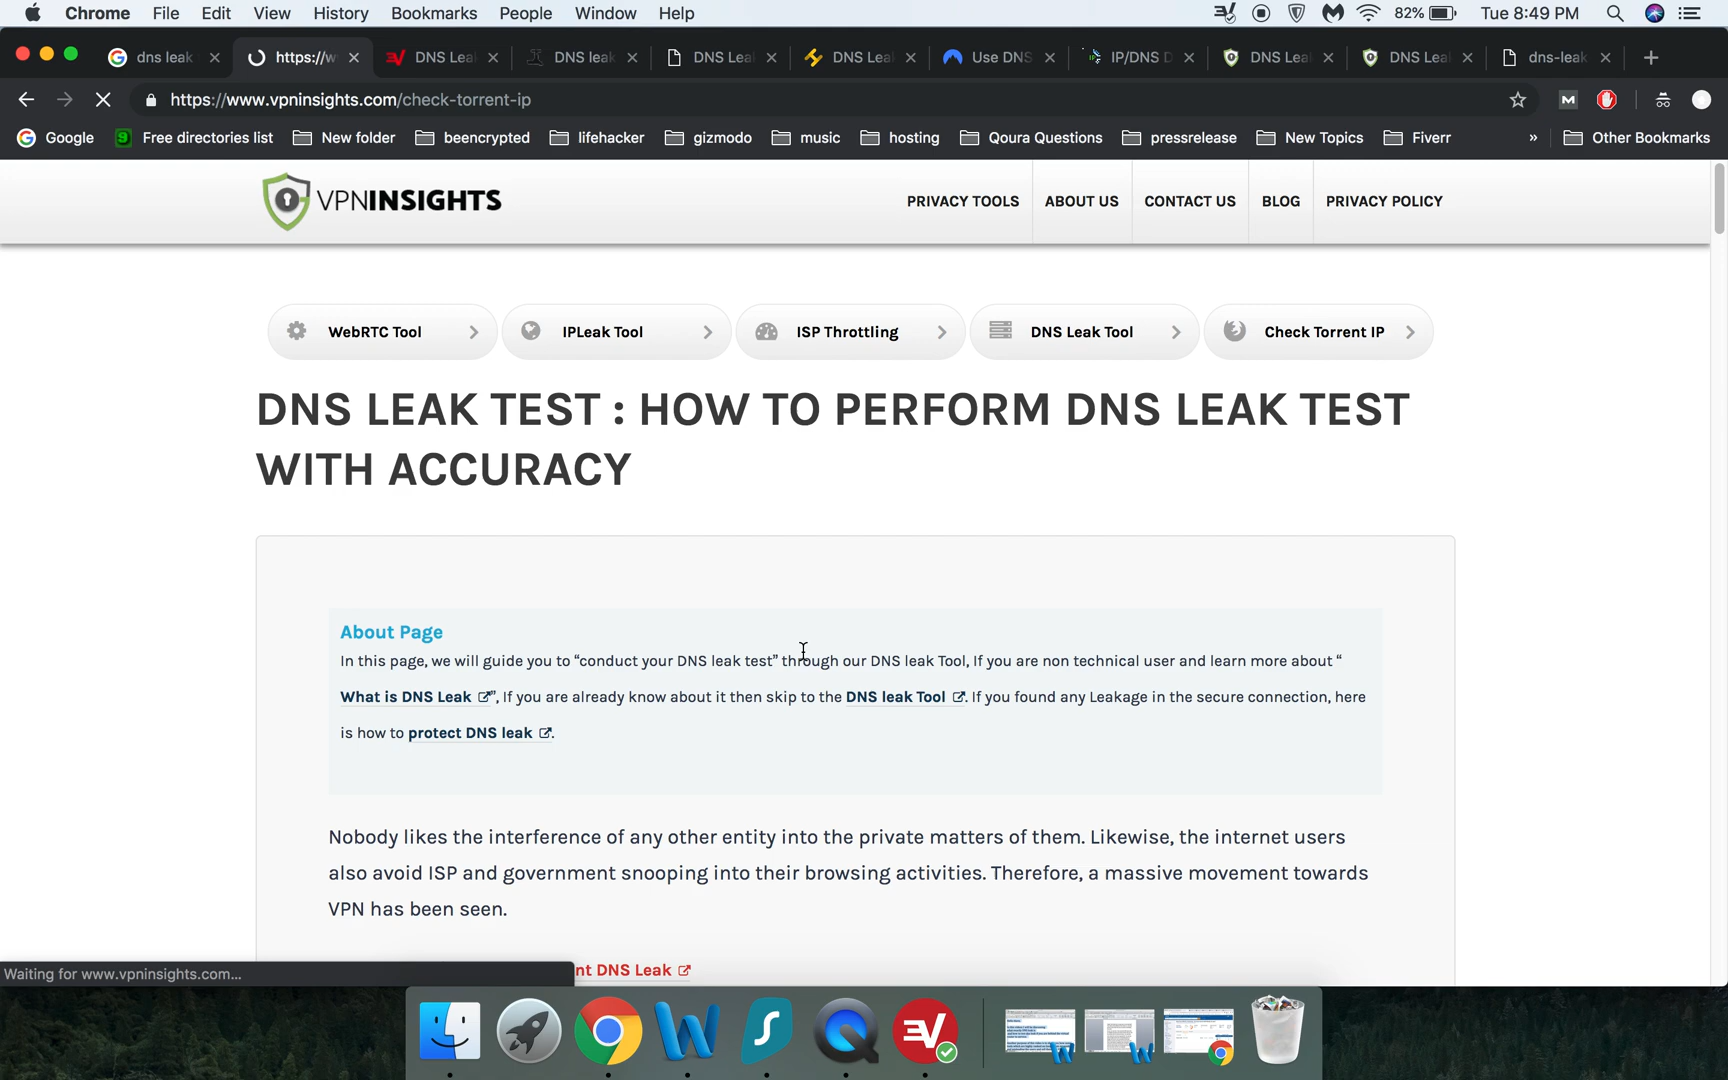 Chrome File Edit View History Bookmarks People Window Help 82% Tue 8:49 PM
dns leak https://w DNS Lea DNS leak DNS Lea DNS Lea Use DNS IP/DNS D DNS Lea DNS Lea dns-leak
https://www.vpninsights.com/check-torrent-ip
Google Free directories list New folder beencrypted lifehacker gizmodo music hosting Qoura Questions pressrelease New Topics Fiverr » Other Bookmarks
VPNINSIGHTS PRIVACY TOOLS ABOUT US CONTACT US BLOG PRIVACY POLICY
WebRTC Tool IPLeak Tool ISP Throttling DNS Leak Tool Check Torrent IP
DNS LEAK TEST : HOW TO PERFORM DNS LEAK TEST
WITH ACCURACY
About Page
In this page, we will guide you to “conduct your DNS leak test” through our DNS leak Tool, If you are non technical user and learn more about “
What is DNS Leak ”, If you are already know about it then skip to the DNS leak Tool . If you found any Leakage in the secure connection, here
is how to protect DNS leak .
Nobody likes the interference of any other entity into the private matters of them. Likewise, the internet users
also avoid ISP and government snooping into their browsing activities. Therefore, a massive movement towards
VPN has been seen.
Waiting for www.vpninsights.com... nt DNS Leak